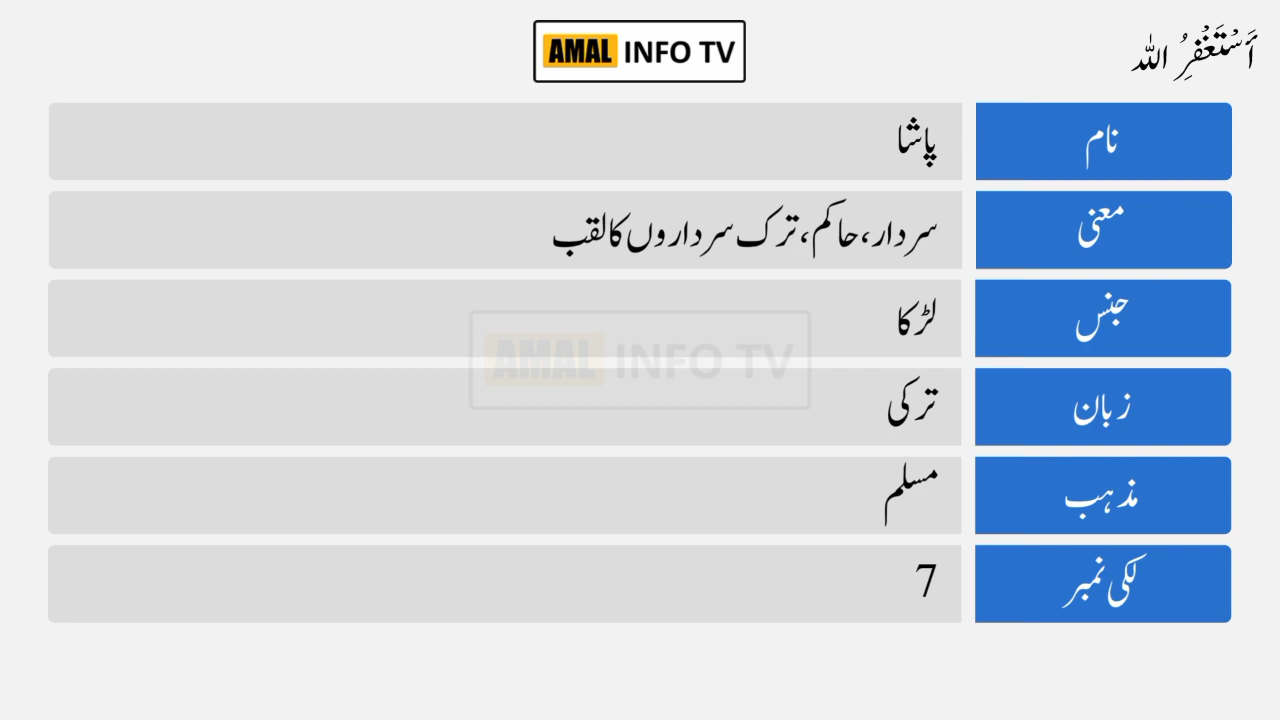 AMAL INFO TV
أَسْتَغْفِرُ اللہ
نام پاشا
معنی سردار، حاکم، ترک سرداروں کا لقب
جنس لڑکا
AMAL INFO TV
زبان ترکی
مذہب مسلم
لکی نمبر 7